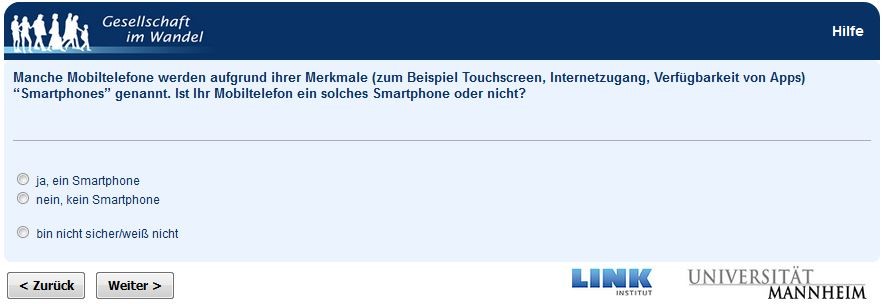 Gesellschaft
im Wandel
Hilfe
Manche Mobiltelefone werden aufgrund ihrer Merkmale (zum Beispiel Touchscreen, Internetzugang, Verfügbarkeit von Apps)
“Smartphones” genannt. Ist Ihr Mobiltelefon ein solches Smartphone oder nicht?
ja, ein Smartphone
nein, kein Smartphone
bin nicht sicher/weiß nicht
< Zurück
Weiter >
LINK
INSTITUT
UNIVERSITÄT
MANNHEIM